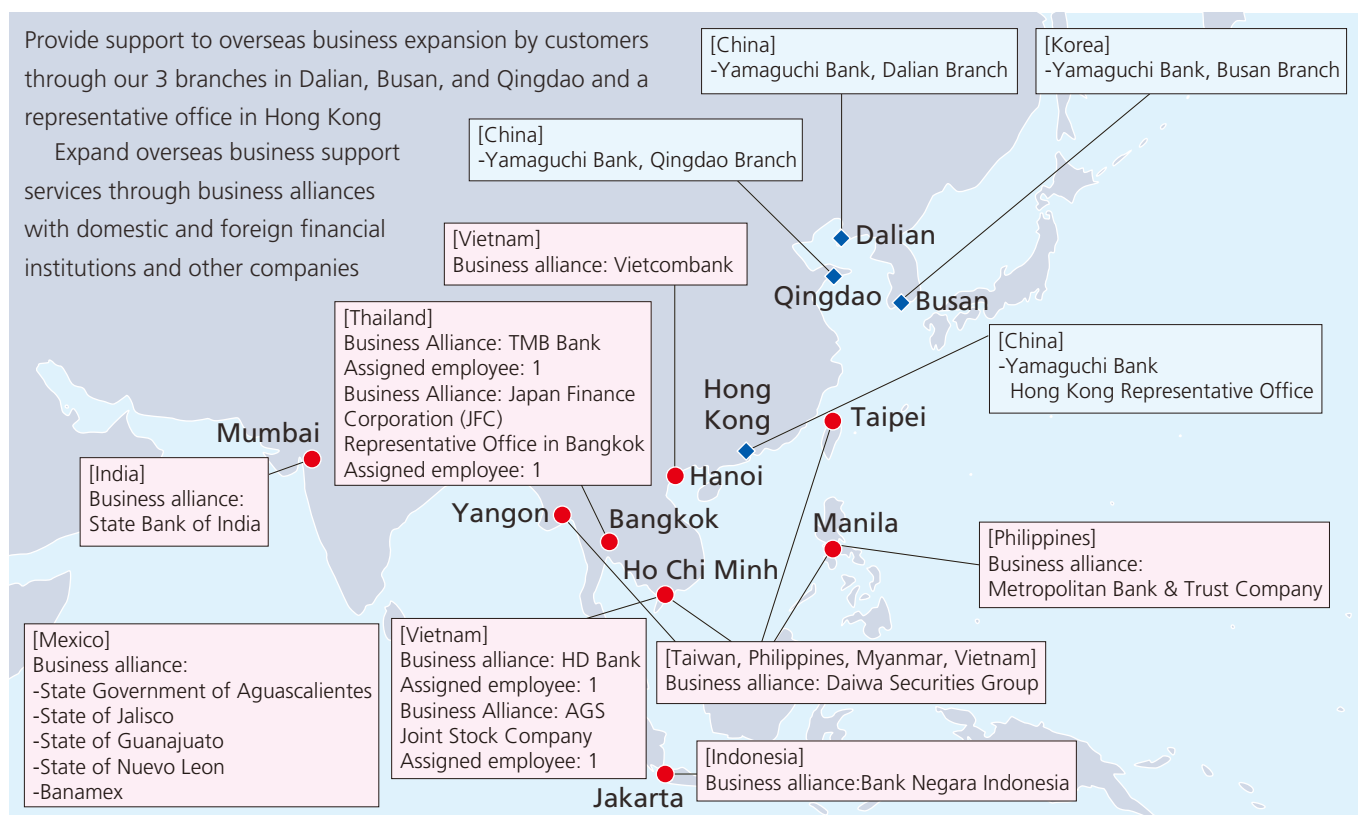 Provide support to overseas business expansion by customers
through our 3 branches in Dalian, Busan, and Qingdao and a
representative office in Hong Kong
Expand overseas business support
services through business alliances
with domestic and foreign financial
institutions and other companies
[China]
-Yamaguchi Bank, Dalian Branch
[Korea]
-Yamaguchi Bank, Busan Branch
[China]
-Yamaguchi Bank, Qingdao Branch
[Vietnam]
Business alliance: Vietcombank
Dalian
Qingdao
Busan
[Thailand]
Business Alliance: TMB Bank
Assigned employee: 1
Business Alliance: Japan Finance
Corporation (JFC)
Representative Office in Bangkok
Assigned employee: 1
[China]
-Yamaguchi Bank
Hong Kong Representative Office
Hong
Kong
Taipei
Mumbai
[India]
Business alliance:
State Bank of India
Hanoi
Yangon
Bangkok
Manila
Ho Chi Minh
[Philippines]
Business alliance:
Metropolitan Bank & Trust Company
[Mexico]
Business alliance:
-State Government of Aguascalientes
-State of Jalisco
-State of Guanajuato
-State of Nuevo Leon
-Banamex
[Vietnam]
Business alliance: HD Bank
Assigned employee: 1
Business Alliance: AGS
Joint Stock Company
Assigned employee: 1
[Taiwan, Philippines, Myanmar, Vietnam]
Business alliance: Daiwa Securities Group
[Indonesia]
Business alliance:Bank Negara Indonesia
Jakarta